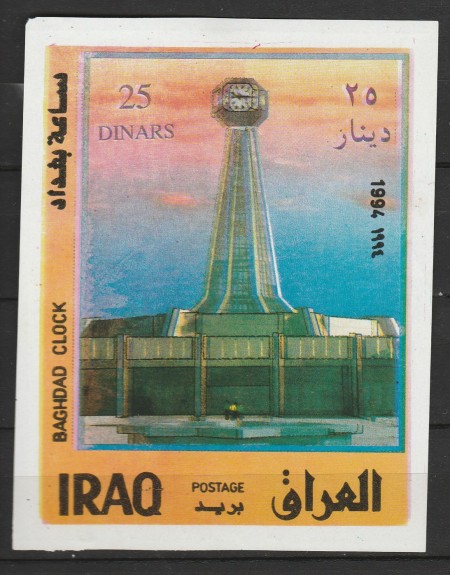 25
DINARS
٢٥
دينار
1994 ١٩٩٤
ساعة بغداد
BAGHDAD CLOCK
IRAQ
POSTAGE
بريد
العراق